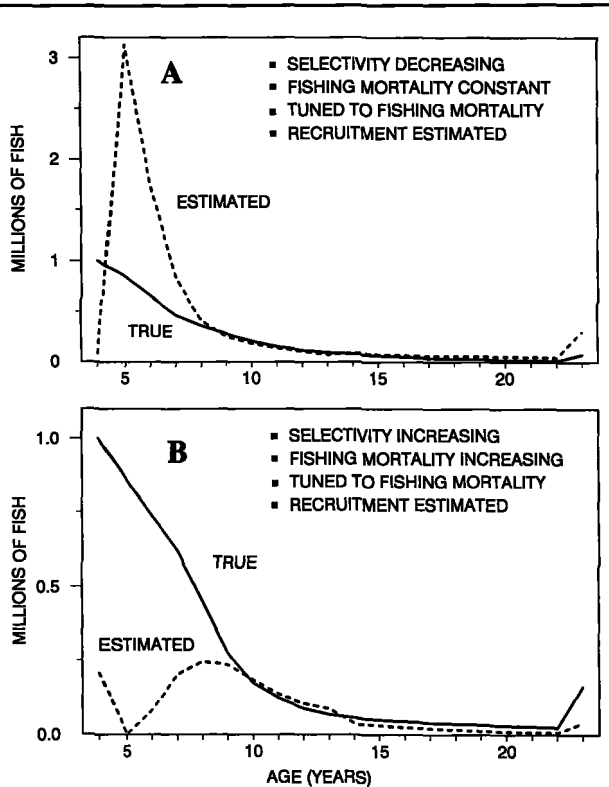 A
▪ SELECTIVITY DECREASING
▪ FISHING MORTALITY CONSTANT
▪ TUNED TO FISHING MORTALITY
▪ RECRUITMENT ESTIMATED
ESTIMATED
TRUE
MILLIONS OF FISH
3
2
1
0
5
10
15
20
B
▪ SELECTIVITY INCREASING
▪ FISHING MORTALITY INCREASING
▪ TUNED TO FISHING MORTALITY
▪ RECRUITMENT ESTIMATED
TRUE
ESTIMATED
MILLIONS OF FISH
1.0
0.5
0.0
5
10
15
20
AGE (YEARS)